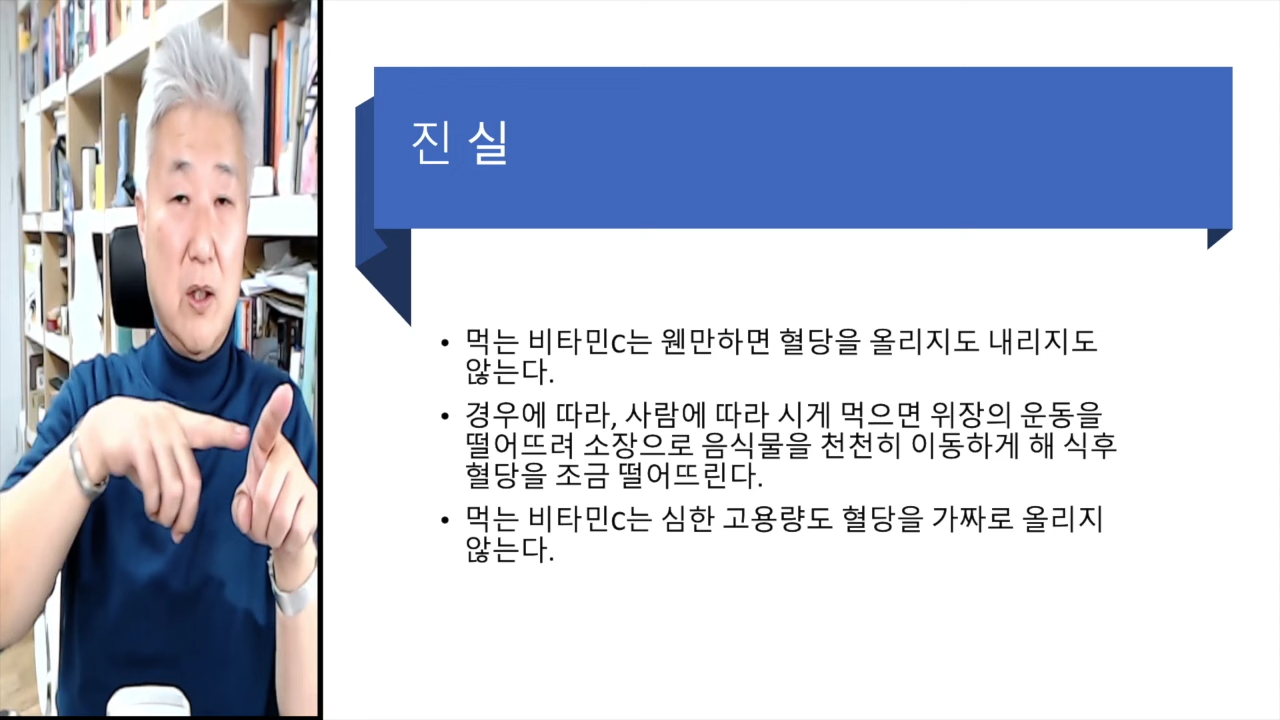 진 실
• 먹는 비타민C는 웬만하면 혈당을 올리지도 내리지도
않는다.
• 경우에 따라, 사람에 따라 시게 먹으면 위장의 운동을
떨어뜨려 소장으로 음식물을 천천히 이동하게 해 식후
혈당을 조금 떨어뜨린다.
• 먹는 비타민C는 심한 고용량도 혈당을 가짜로 올리지
않는다.